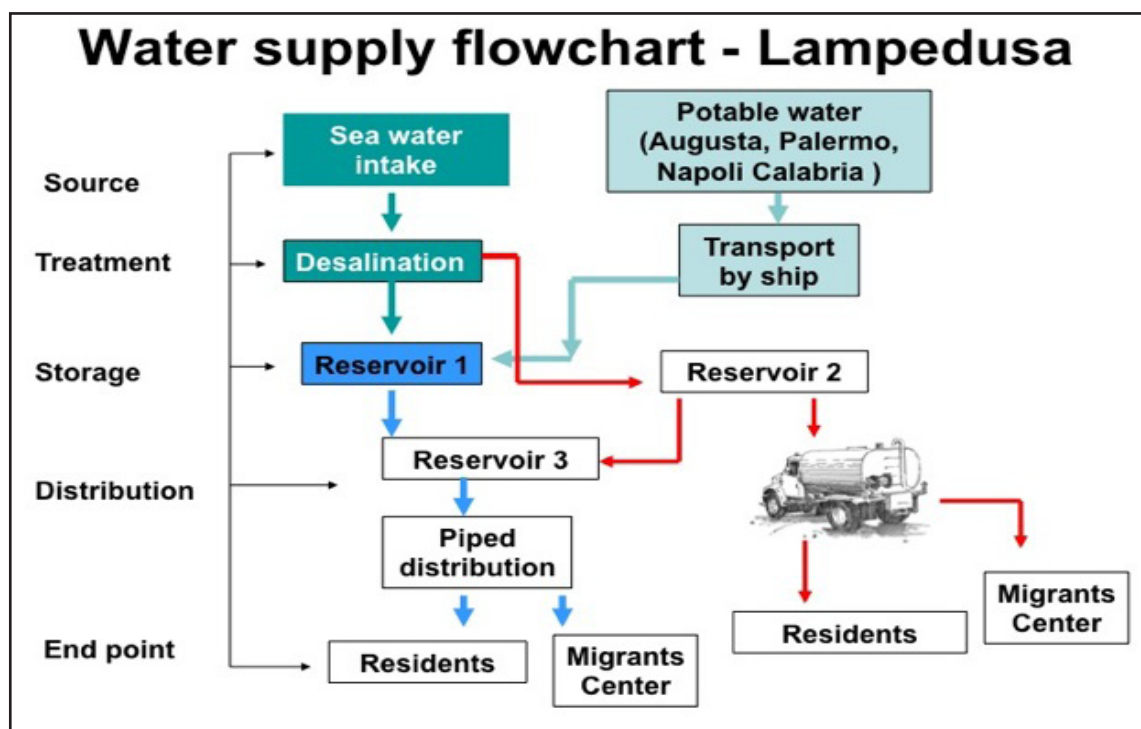 Water supply flowchart - Lampedusa
Sea water
intake
Potable water
(Augusta, Palermo,
Napoli Calabria )
Source
Treatment
Desalination
Transport
by ship
Storage
Reservoir 1
Reservoir 2
Reservoir 3
Distribution
Piped
distribution
End point
Residents
Migrants
Center
Residents
Migrants
Center